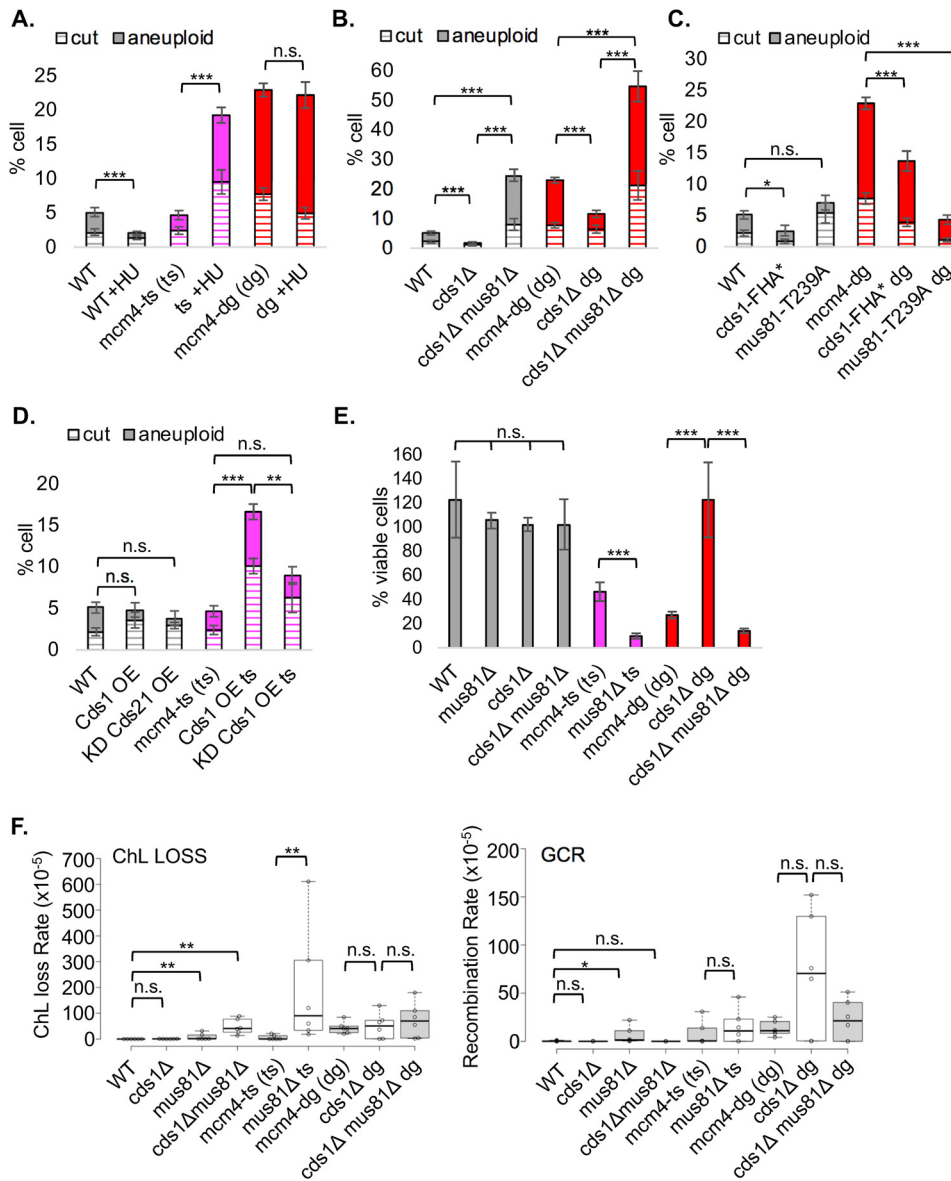 A.
cut aneuploid
% cell
25
20
15
10
5
0
***
***
n.s.
WT
WT +HU
mcm4-ts (ts)
ts +HU
mcm4-dg (dg)
dg +HU
B.
cut aneuploid
% cell
60
50
40
30
20
10
0
***
***
***
***
***
***
WT
cds1Δ
cds1Δ mus81Δ
mcm4-dg (dg)
cds1Δ dg
cds1Δ mus81Δ dg
C.
cut aneuploid
% cell
30
25
20
15
10
5
0
n.s.
*
***
***
WT
cds1-FHA*
mus81-T239A
mcm4-dg
cds1-FHA* dg
mus81-T239A dg
D.
cut aneuploid
% cell
20
15
10
5
0
n.s.
n.s.
n.s.
***
**
WT
Cds1 OE
KD Cds21 OE
mcm4-ts (ts)
Cds1 OE ts
KD Cds1 OE ts
E.
% viable cells
160
140
120
100
80
60
40
20
0
n.s.
***
***
***
WT
mus81Δ
cds1Δ
cds1Δ mus81Δ
mcm4-ts (ts)
mus81Δ ts
mcm4-dg (dg)
cds1Δ dg
cds1Δ mus81Δ dg
F.
ChL LOSS
ChL loss Rate (x10-5)
700
600
500
400
300
200
100
0
**
**
n.s.
**
n.s.
n.s.
WT
cds1Δ
mus81Δ
cds1Δmus81Δ
mcm4-ts (ts)
mus81Δ ts
mcm4-dg (dg)
cds1Δ dg
cds1Δ mus81Δ dg
GCR
Recombination Rate (x10-5)
150
100
50
0
n.s.
*
n.s.
n.s.
n.s.
n.s.
WT
cds1Δ
mus81Δ
cds1Δmus81Δ
mcm4-ts (ts)
mus81Δ ts
mcm4-dg (dg)
cds1Δ dg
cds1Δ mus81Δ dg